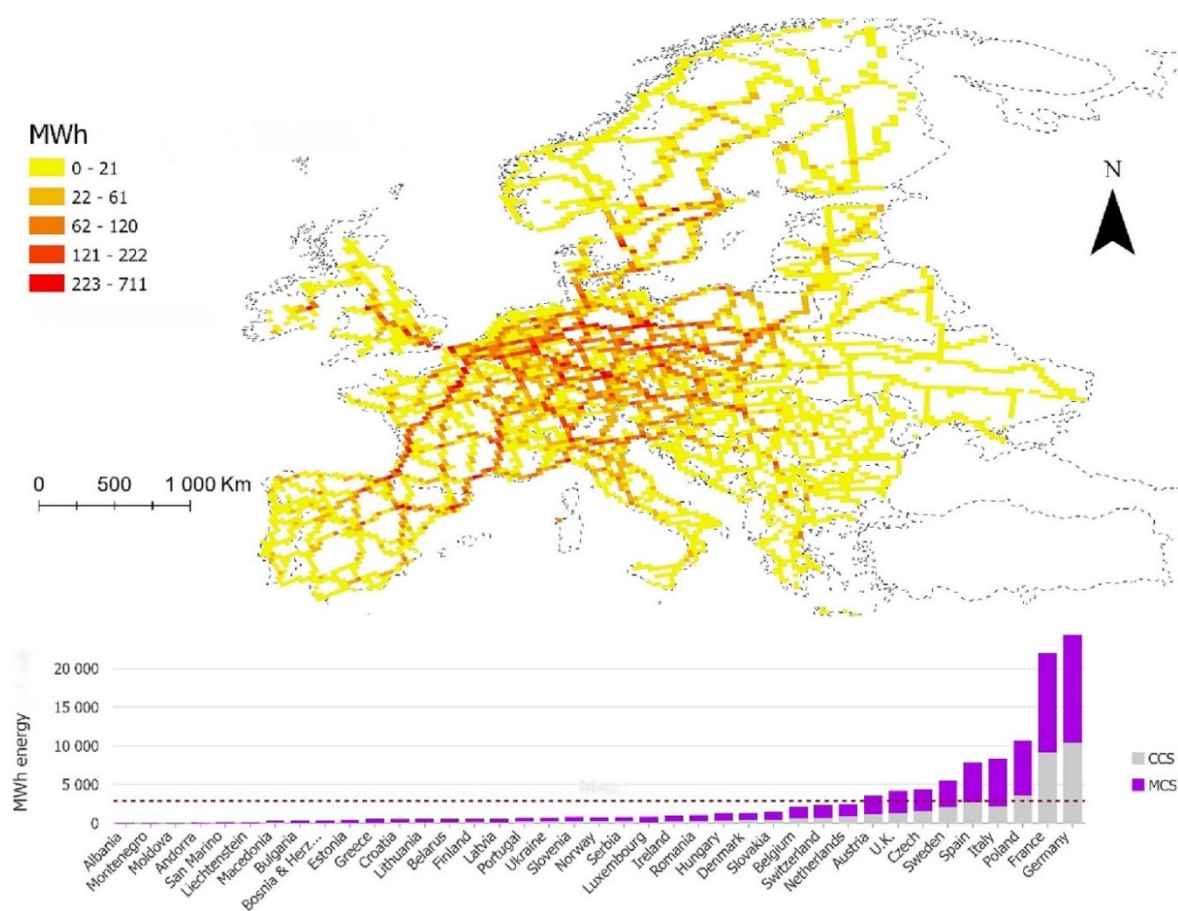 MWh
0 - 21
22 - 61
62 - 120
121 - 222
223 - 711
N
0 500 1 000 Km
MWh energy
20 000
15 000
10 000
5 000
0
CCS
MCS
Albania
Montenegro
Moldova
Andorra
San Marino
Liechtenstein
Macedonia
Bulgaria
Bosnia & Herz...
Estonia
Greece
Croatia
Lithuania
Belarus
Finland
Latvia
Portugal
Ukraine
Slovenia
Norway
Serbia
Luxembourg
Ireland
Romania
Hungary
Denmark
Slovakia
Belgium
Switzerland
Netherlands
Austria
U.K.
Czech
Sweden
Spain
Italy
Poland
France
Germany